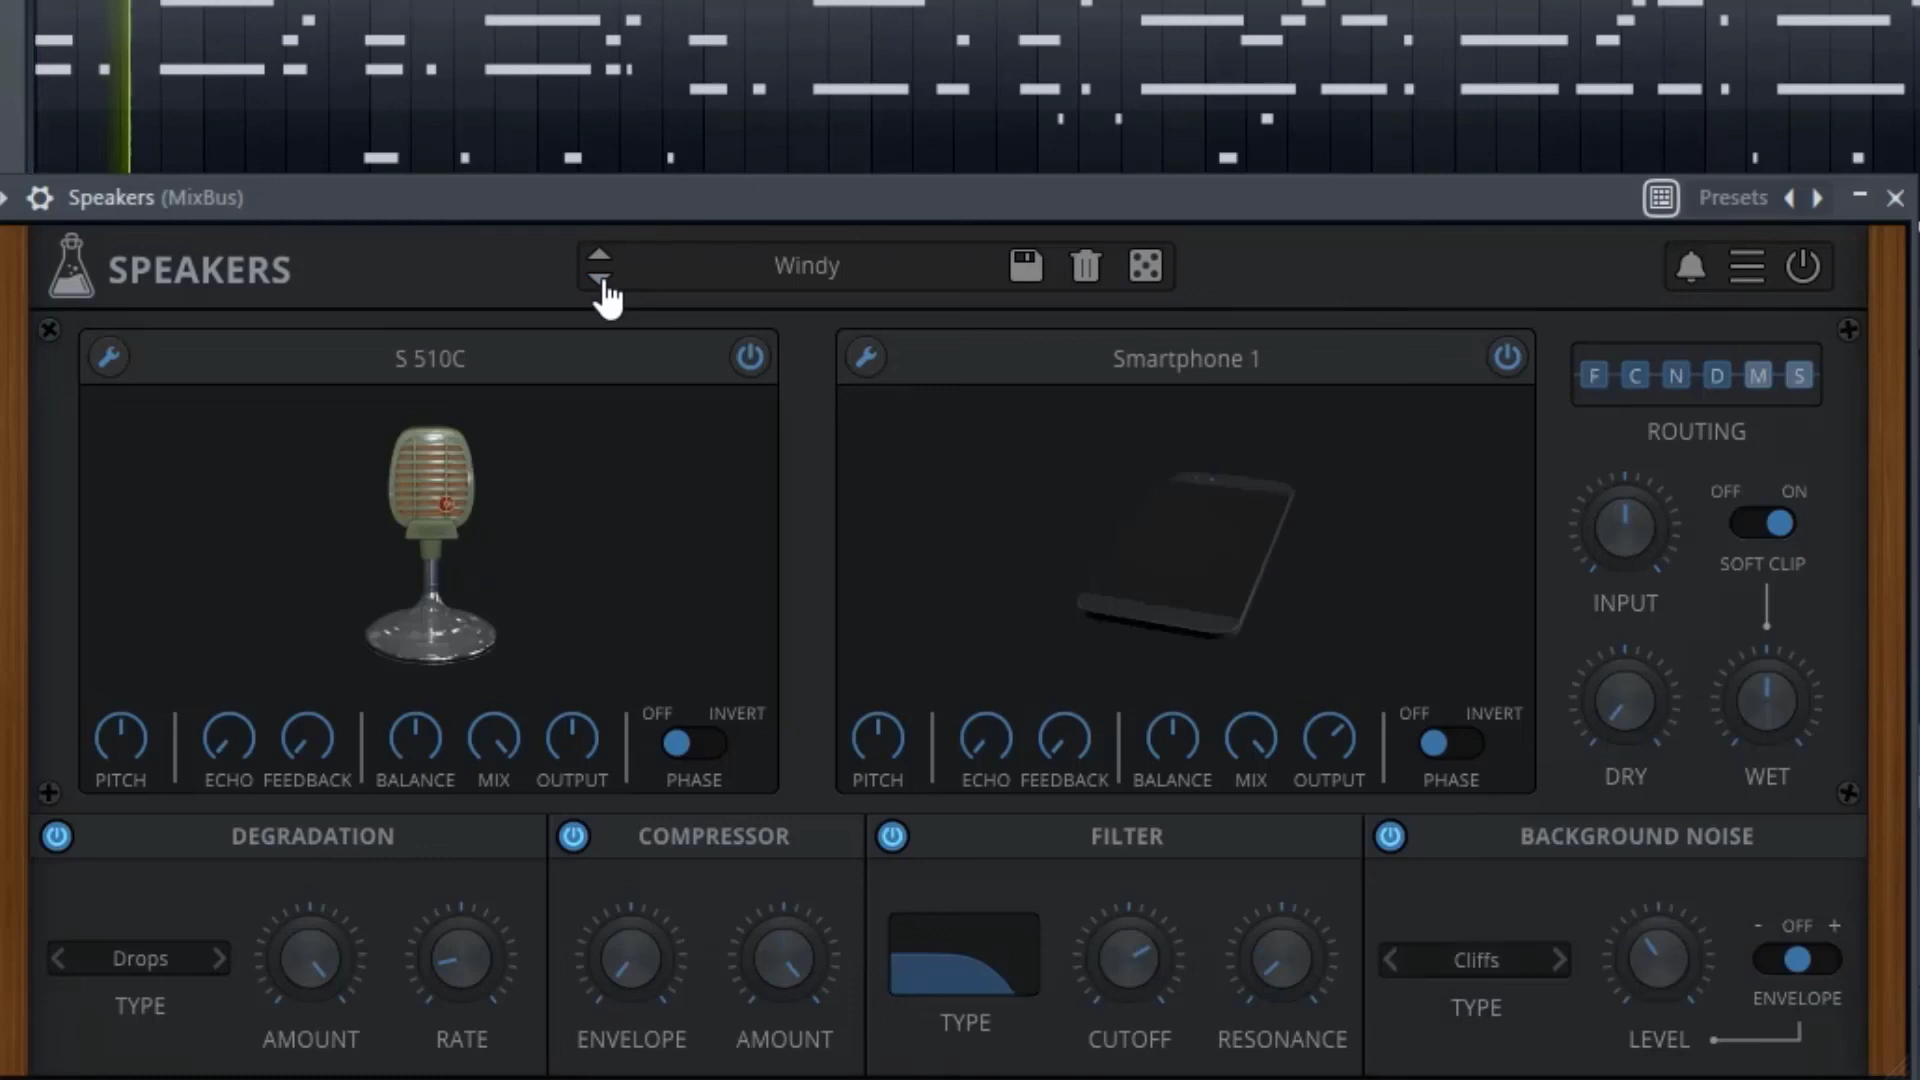 Speakers (MixBus)
Presets
SPEAKERS
Windy
S 510C
Smartphone 1
F C N D M S
ROUTING
OFF ON
SOFT CLIP
INPUT
DRY
WET
PITCH ECHO FEEDBACK BALANCE MIX OUTPUT
OFF INVERT
PHASE
PITCH ECHO FEEDBACK BALANCE MIX OUTPUT
OFF INVERT
PHASE
DEGRADATION
Drops
TYPE
AMOUNT
RATE
COMPRESSOR
ENVELOPE
AMOUNT
FILTER
TYPE
CUTOFF
RESONANCE
BACKGROUND NOISE
Cliffs
TYPE
LEVEL
- OFF +
ENVELOPE